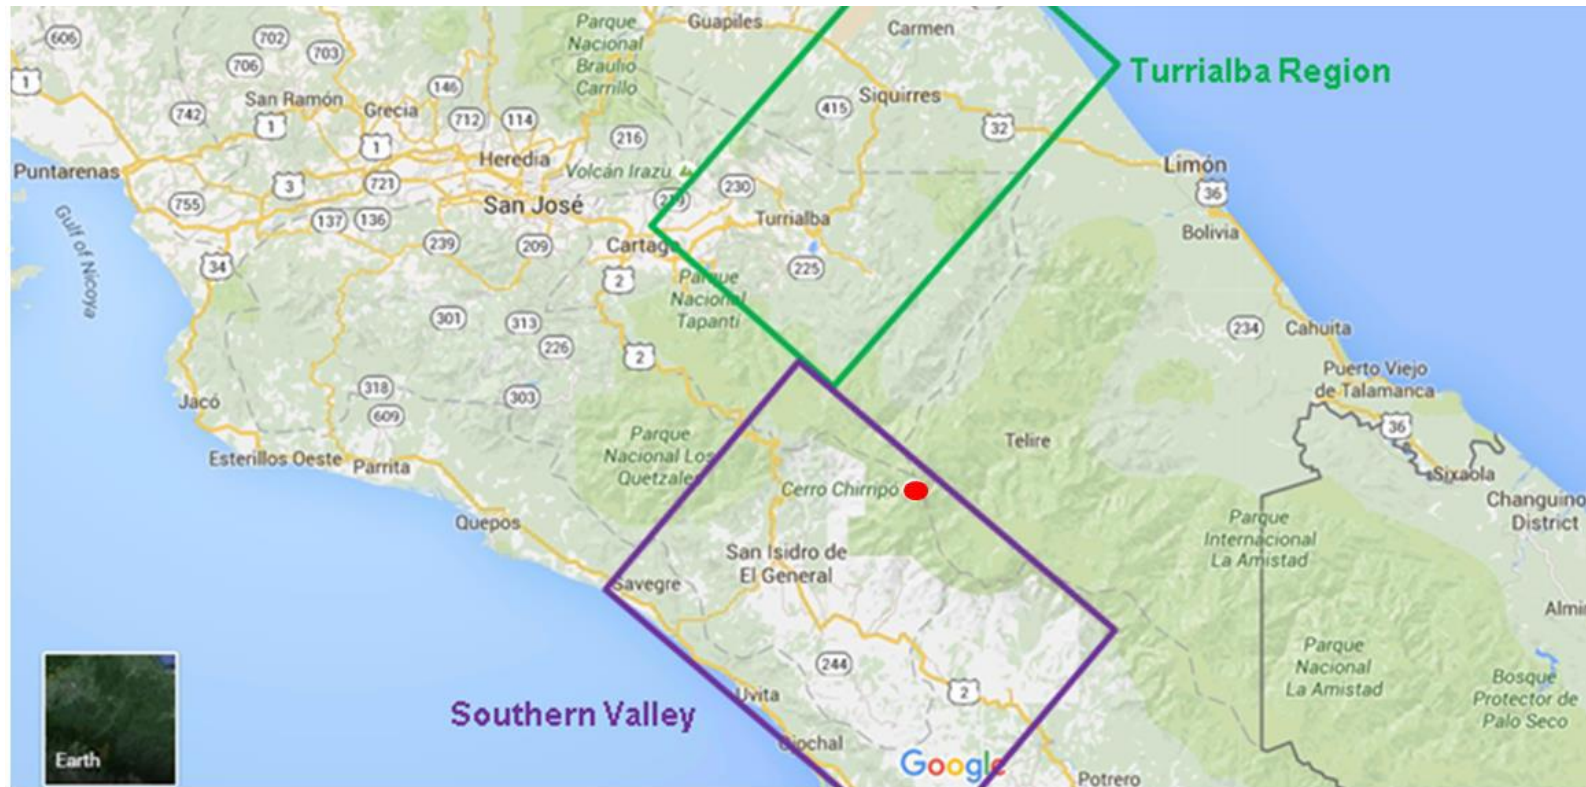 606
702
703
706
1
Parque
Nacional
Braulio
Carrillo
Guapiles
Carmen
Turrialba Region
San Ramón
Grecia
146
742
1
712
114
216
415
Siquirres
32
1
Heredia
Volcán Irazu
Puntarenas
3
721
230
219
Limón
36
755
137
136
San José
Turrialba
Gulf of Nicoya
239
209
Cartago
Bolivia
34
2
225
Parque
Nacional
Tapanti
301
313
226
2
234
Cahuita
Puerto Viejo
de Talamanca
318
303
609
Jacó
36
Parque
Nacional Los
Quetzales
Telire
Esterillos Oeste
Parrita
Sixaola
Cerro Chirripó
Changuino
District
Quepos
Parque
Internacional
La Amistad
San Isidro de
El General
Savegre
Almi
244
Parque
Nacional
La Amistad
2
Uvita
Bosque
Protector de
Palo Seco
Southern Valley
Ojochal
Earth
Google
Potrero